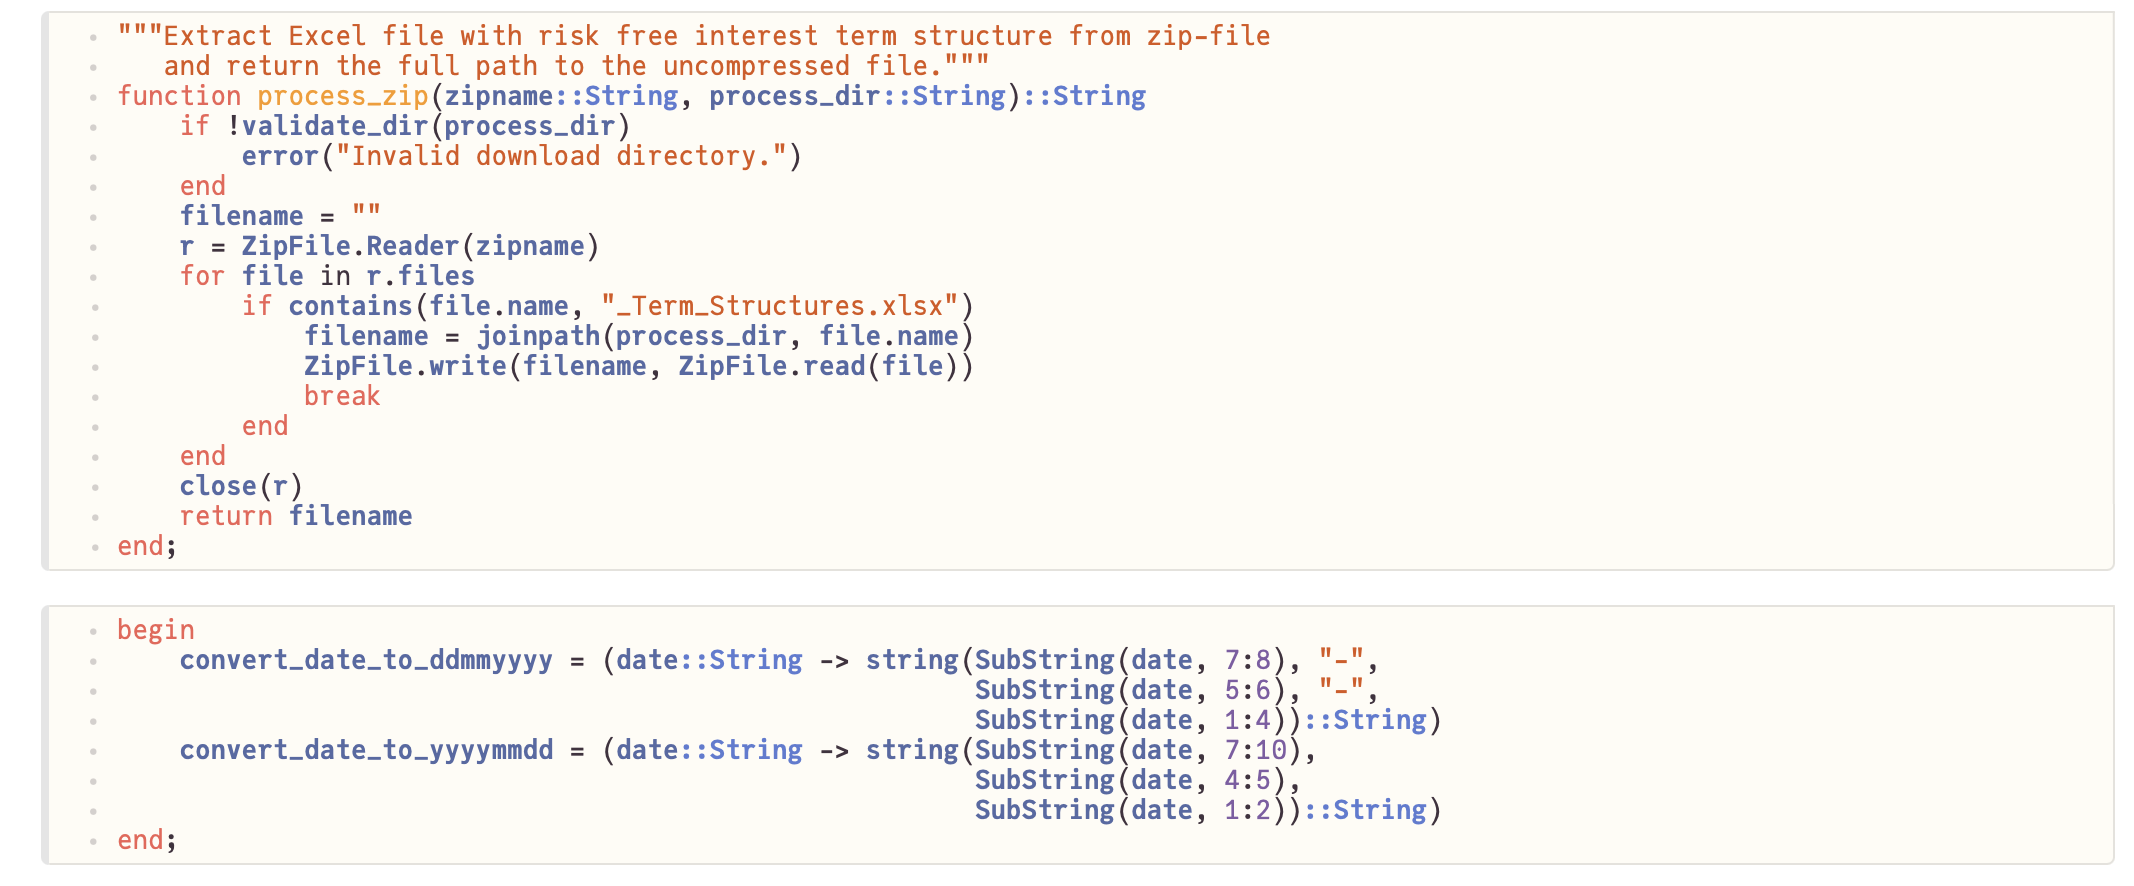 """Extract Excel file with risk free interest term structure from zip-file
   and return the full path to the uncompressed file."""
function process_zip(zipname::String, process_dir::String)::String
    if !validate_dir(process_dir)
        error("Invalid download directory.")
    end
    filename = ""
    r = ZipFile.Reader(zipname)
    for file in r.files
        if contains(file.name, "_Term_Structures.xlsx")
            filename = joinpath(process_dir, file.name)
            ZipFile.write(filename, ZipFile.read(file))
            break
        end
    end
    close(r)
    return filename
end;
begin
    convert_date_to_ddmmyyyy = (date::String -> string(SubString(date, 7:8), "-",
                                                       SubString(date, 5:6), "-",
                                                       SubString(date, 1:4))::String)
    convert_date_to_yyyymmdd = (date::String -> string(SubString(date, 7:10),
                                                       SubString(date, 4:5),
                                                       SubString(date, 1:2))::String)
end;